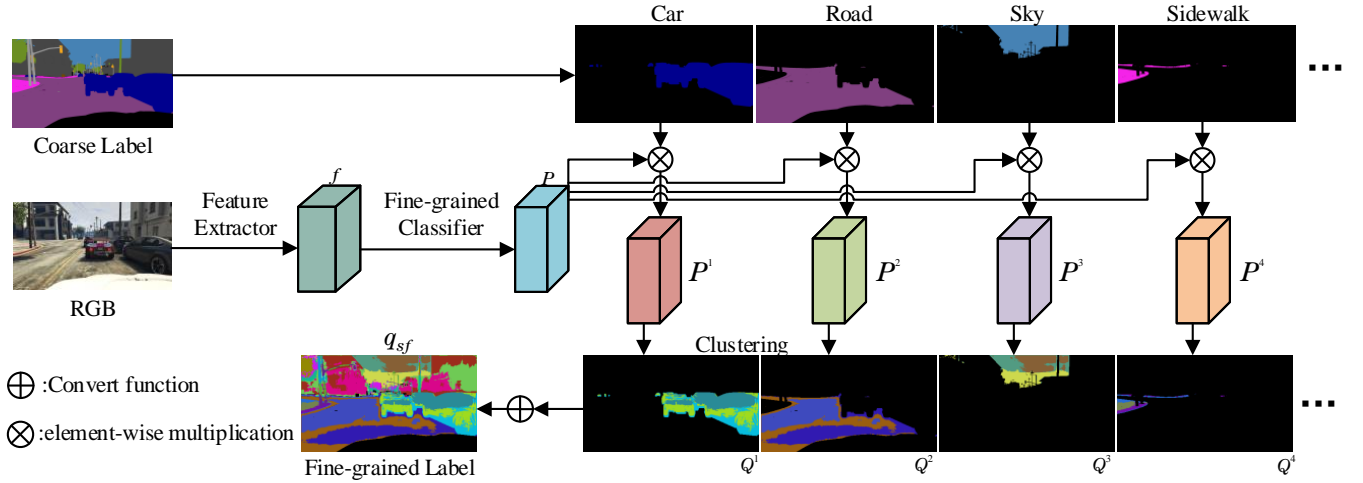 Car Road Sky Sidewalk
...
Coarse Label
f
P
Feature
Extractor
Fine-grained
Classifier
RGB
P¹ P² P³ P⁴
q_sf
Clustering
⊕ :Convert function
⊗ :element-wise multiplication
...
Fine-grained Label
Q¹ Q² Q³ Q⁴